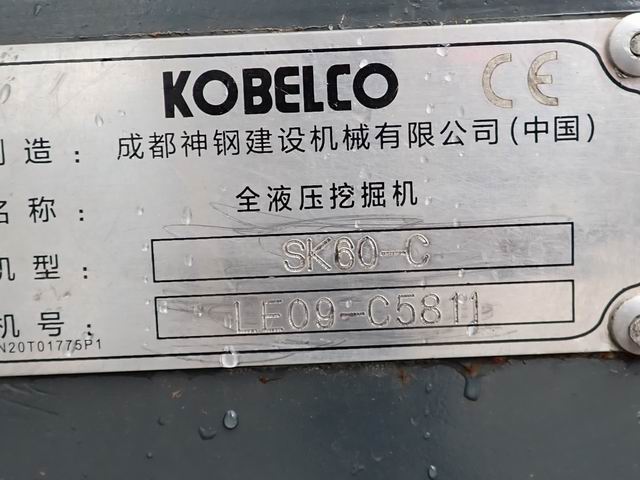 KOBELCO CE
造：成都神钢建设机械有限公司(中国)
名称：全液压挖掘机
机型：SK60-C
机号：LE09-C5811
N20T01775P1